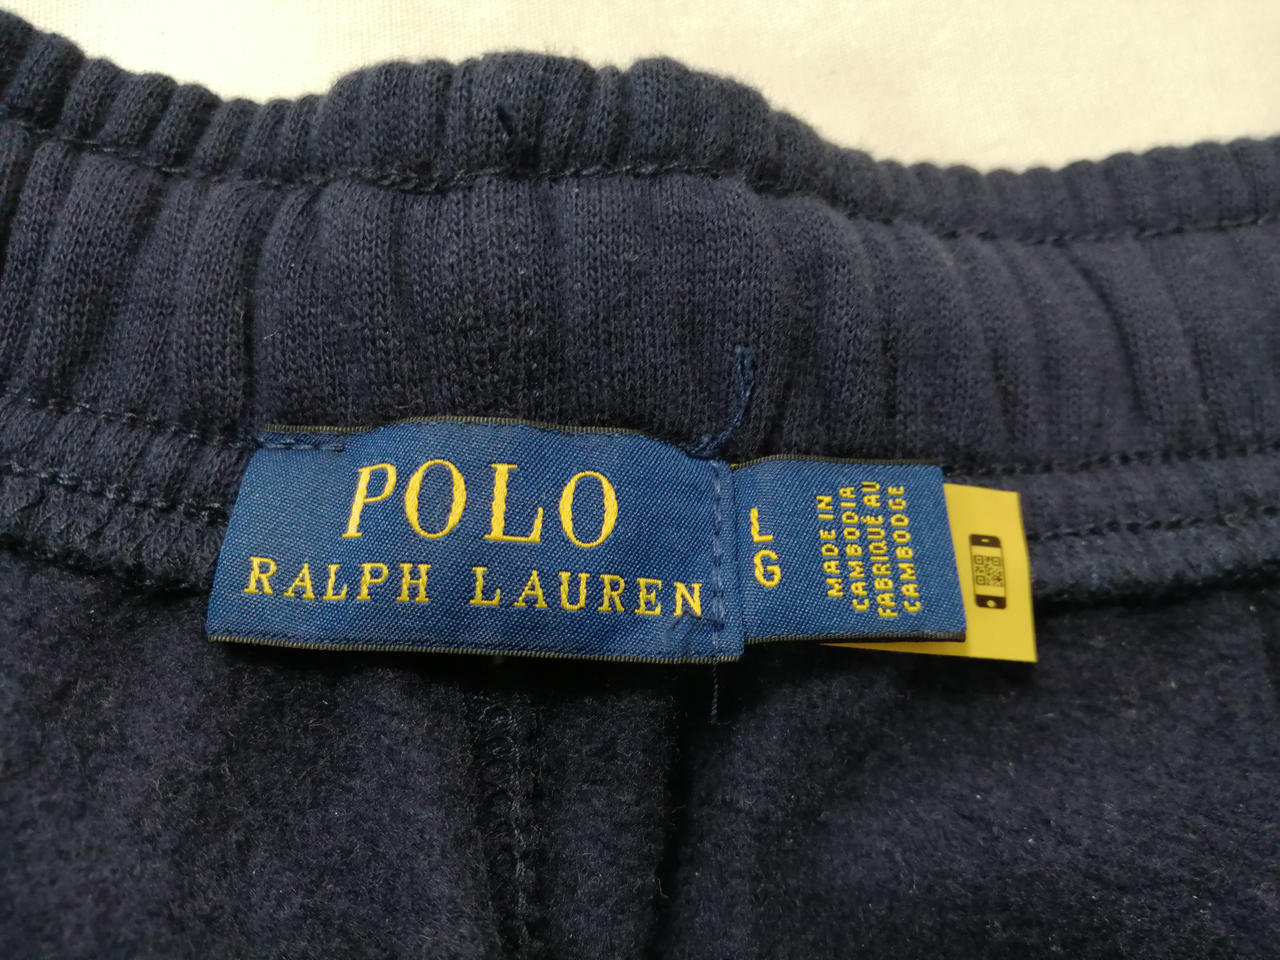 POLO
RALPH LAUREN
L
G
MADE IN
CAMBODIA
FABRIQUÉ AU
CAMBODGE